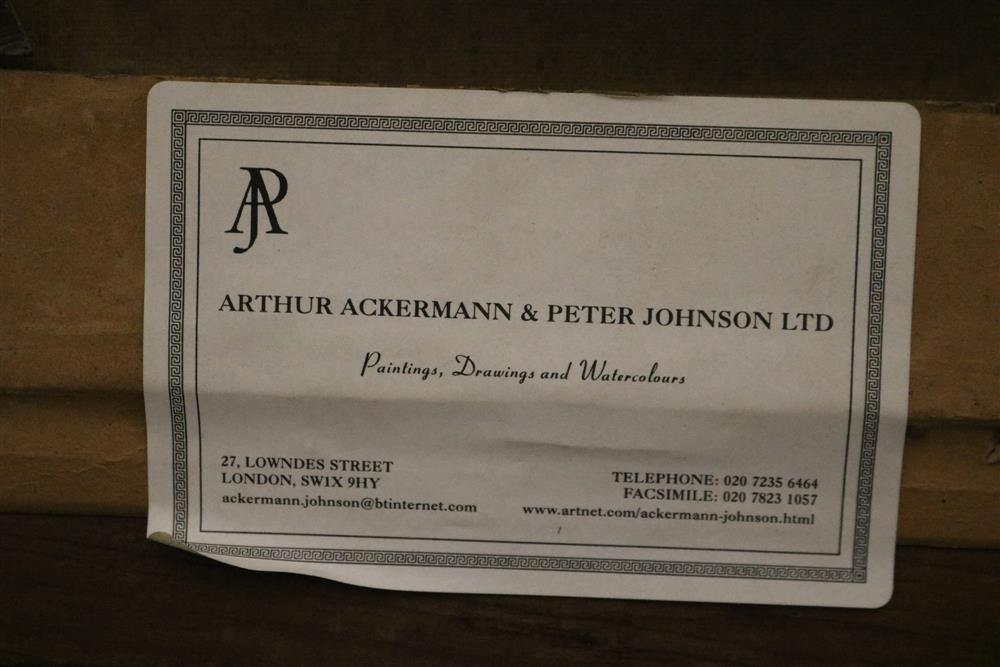 AJP
ARTHUR ACKERMANN & PETER JOHNSON LTD
Paintings, Drawings and Watercolours
27, LOWNDES STREET
LONDON, SW1X 9HY
ackermann.johnson@btinternet.com
TELEPHONE: 020 7235 6464
FACSIMILE: 020 7823 1057
www.artnet.com/ackermann-johnson.html